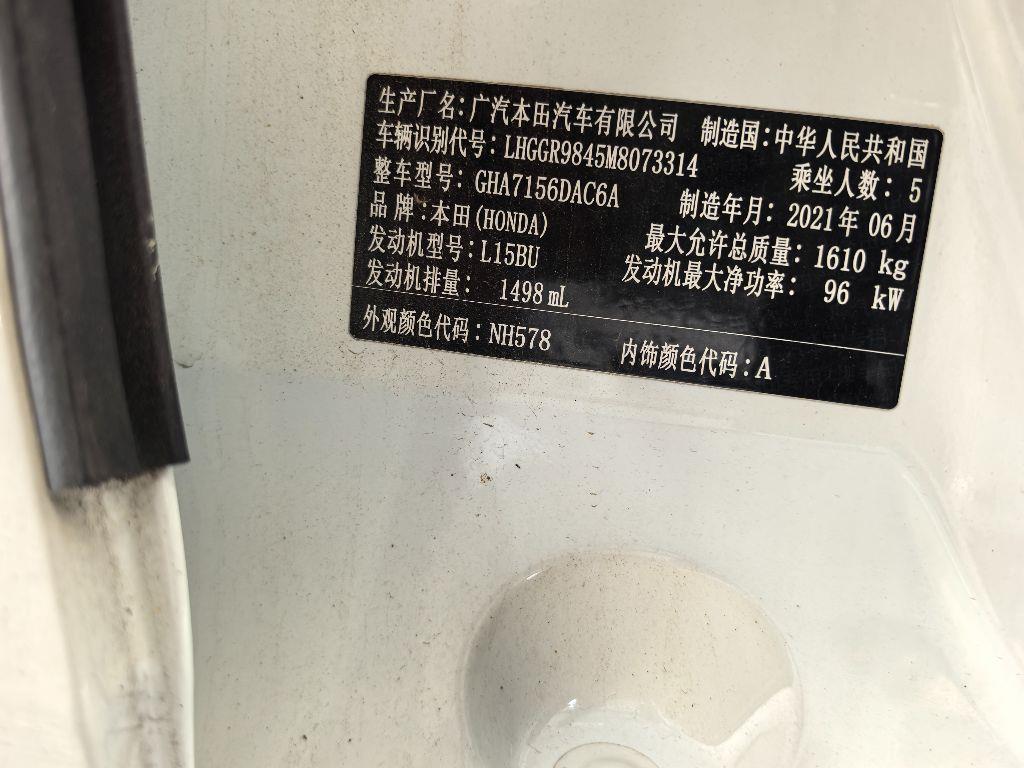 生产厂名:广汽本田汽车有限公司 制造国:中华人民共和国
车辆识别代号:LHGGR9845M8073314 乘坐人数: 5
整车型号: GHA7156DAC6A 制造年月: 2021年 06月
品 牌:本田(HONDA) 最大允许总质量: 1610 kg
发动机型号:L15BU 发动机最大净功率: 96 kW
发动机排量: 1498 mL
外观颜色代码:NH578 内饰颜色代码:A